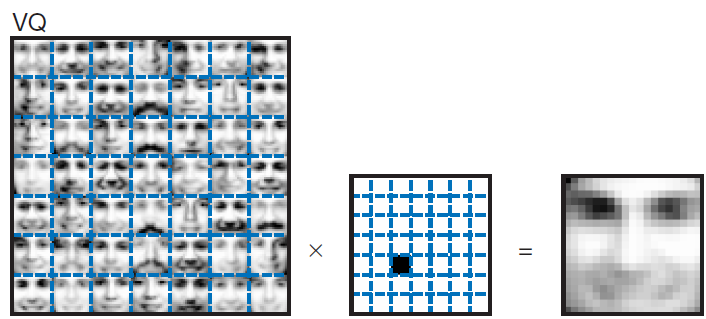 VQ
× =